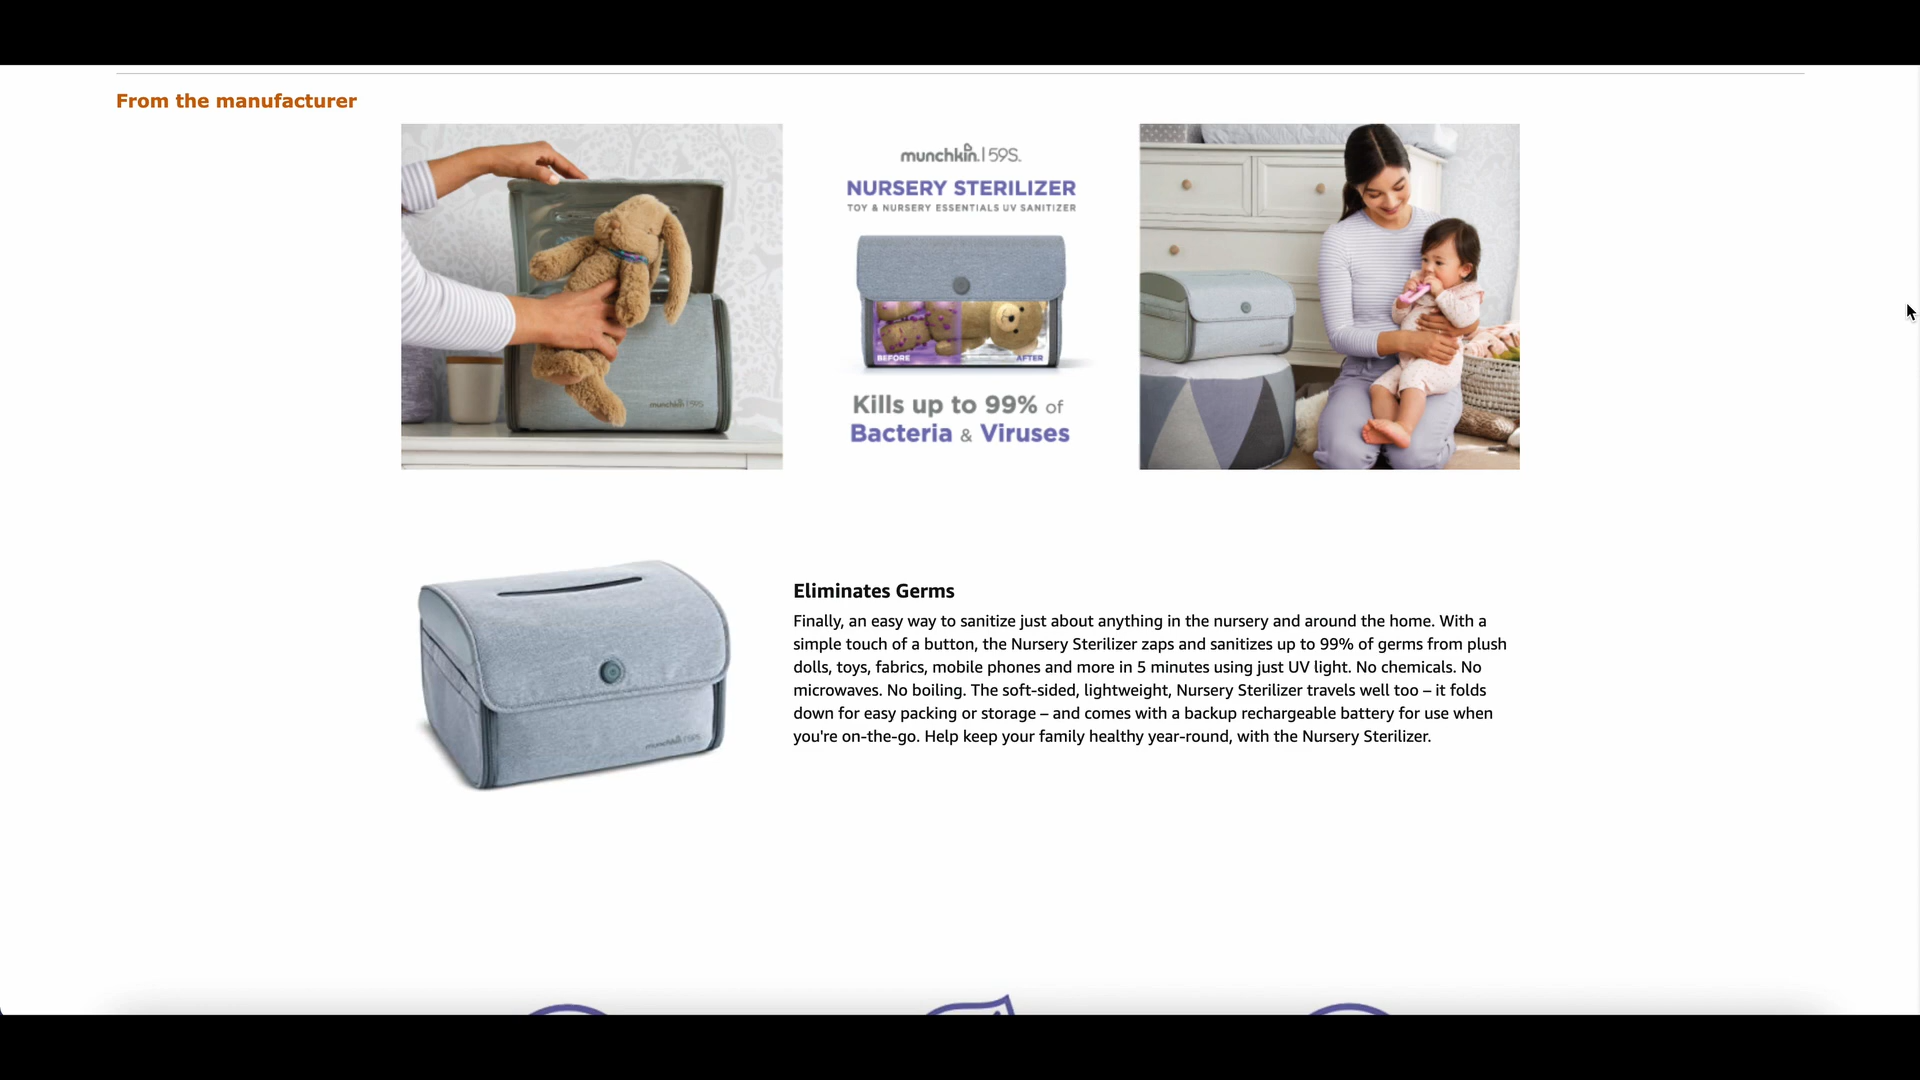 From the manufacturer
munchkin. | 59S.
NURSERY STERILIZER
TOY & NURSERY ESSENTIALS UV SANITIZER
BEFORE
AFTER
Kills up to 99% of
Bacteria & Viruses
munchkin | 59S
munchkin | 59S
Eliminates Germs
Finally, an easy way to sanitize just about anything in the nursery and around the home. With a
simple touch of a button, the Nursery Sterilizer zaps and sanitizes up to 99% of germs from plush
dolls, toys, fabrics, mobile phones and more in 5 minutes using just UV light. No chemicals. No
microwaves. No boiling. The soft-sided, lightweight, Nursery Sterilizer travels well too – it folds
down for easy packing or storage – and comes with a backup rechargeable battery for use when
you're on-the-go. Help keep your family healthy year-round, with the Nursery Sterilizer.